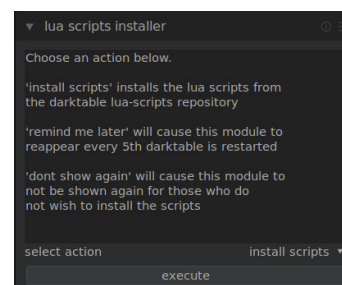 lua scripts installer
Choose an action below.
'install scripts' installs the lua scripts from
the darktable lua-scripts repository
'remind me later' will cause this module to
reappear every 5th darktable is restarted
'dont show again' will cause this module to
not be shown again for those who do
not wish to install the scripts
select action install scripts
execute